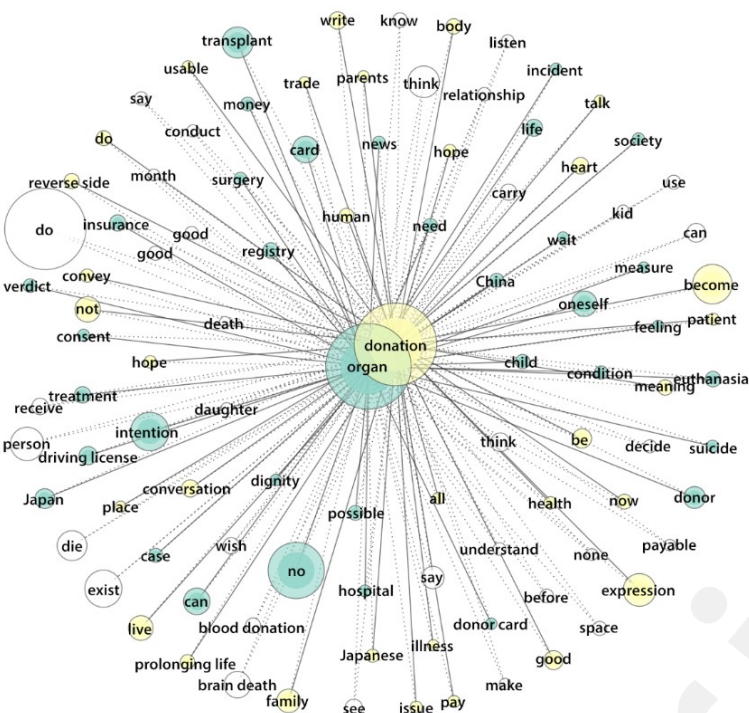 write
know
body
transplant
listen
usable
trade
parents
think
incident
relationship
say
money
talk
conduct
life
do
card
news
society
hope
heart
reverse side
month
surgery
use
carry
human
kid
do
insurance
good
need
can
good
registry
wait
measure
verdict
convey
China
become
not
oneself
death
patient
feeling
consent
donation
organ
hope
child
condition
euthanasia
meaning
treatment
receive
daughter
person
intention
think
be
decide
suicide
driving license
Japan
conversation
dignity
place
all
health
now
donor
possible
die
case
wish
understand
none
payable
no
exist
say
hospital
expression
can
before
live
blood donation
donor card
space
prolonging life
Japanese
illness
good
brain death
make
family
see
issue
pay